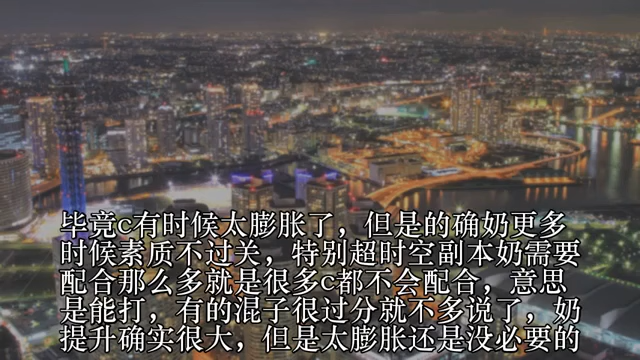 毕竟c有时候太膨胀了，但是的确奶更多
时候素质不过关，特别超时空副本奶需要
配合那么多就是很多c都不会配合，意思
是能打，有的混子很过分就不多说了，奶
提升确实很大，但是太膨胀还是没必要的